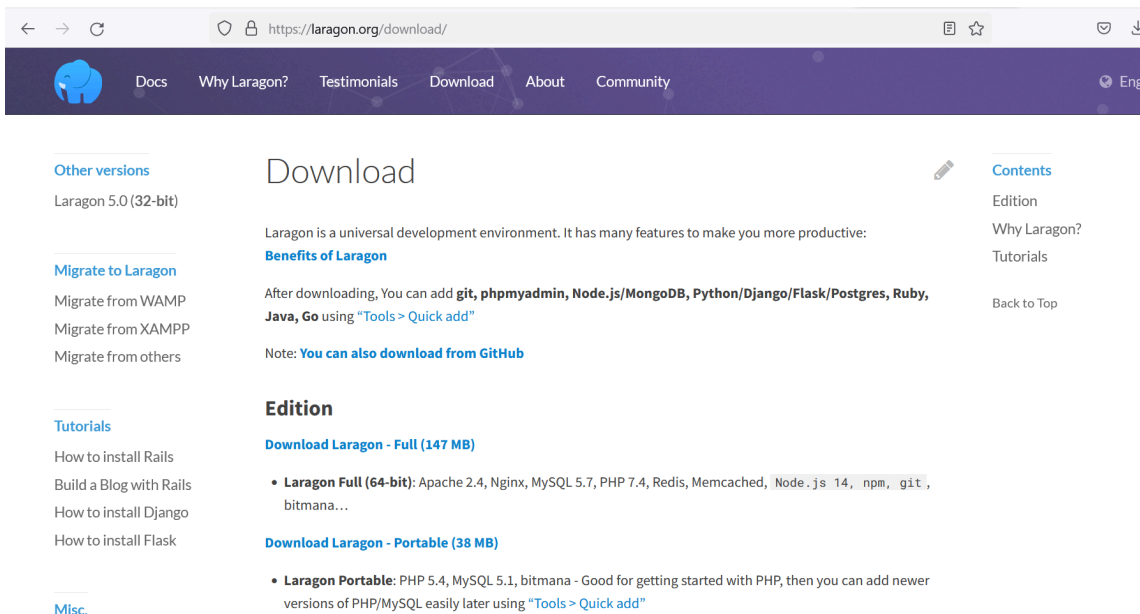 https://laragon.org/download/
Docs Why Laragon? Testimonials Download About Community Eng
Other versions
Laragon 5.0 (32-bit)
Migrate to Laragon
Migrate from WAMP
Migrate from XAMPP
Migrate from others
Tutorials
How to install Rails
Build a Blog with Rails
How to install Django
How to install Flask
Misc.
Download
Laragon is a universal development environment. It has many features to make you more productive:
Benefits of Laragon
After downloading, You can add git, phpmyadmin, Node.js/MongoDB, Python/Django/Flask/Postgres, Ruby,
Java, Go using “Tools > Quick add”
Note: You can also download from GitHub
Edition
Download Laragon - Full (147 MB)
• Laragon Full (64-bit): Apache 2.4, Nginx, MySQL 5.7, PHP 7.4, Redis, Memcached, Node.js 14, npm, git,
bitmana…
Download Laragon - Portable (38 MB)
• Laragon Portable: PHP 5.4, MySQL 5.1, bitmana - Good for getting started with PHP, then you can add newer
versions of PHP/MySQL easily later using “Tools > Quick add”
Contents
Edition
Why Laragon?
Tutorials
Back to Top